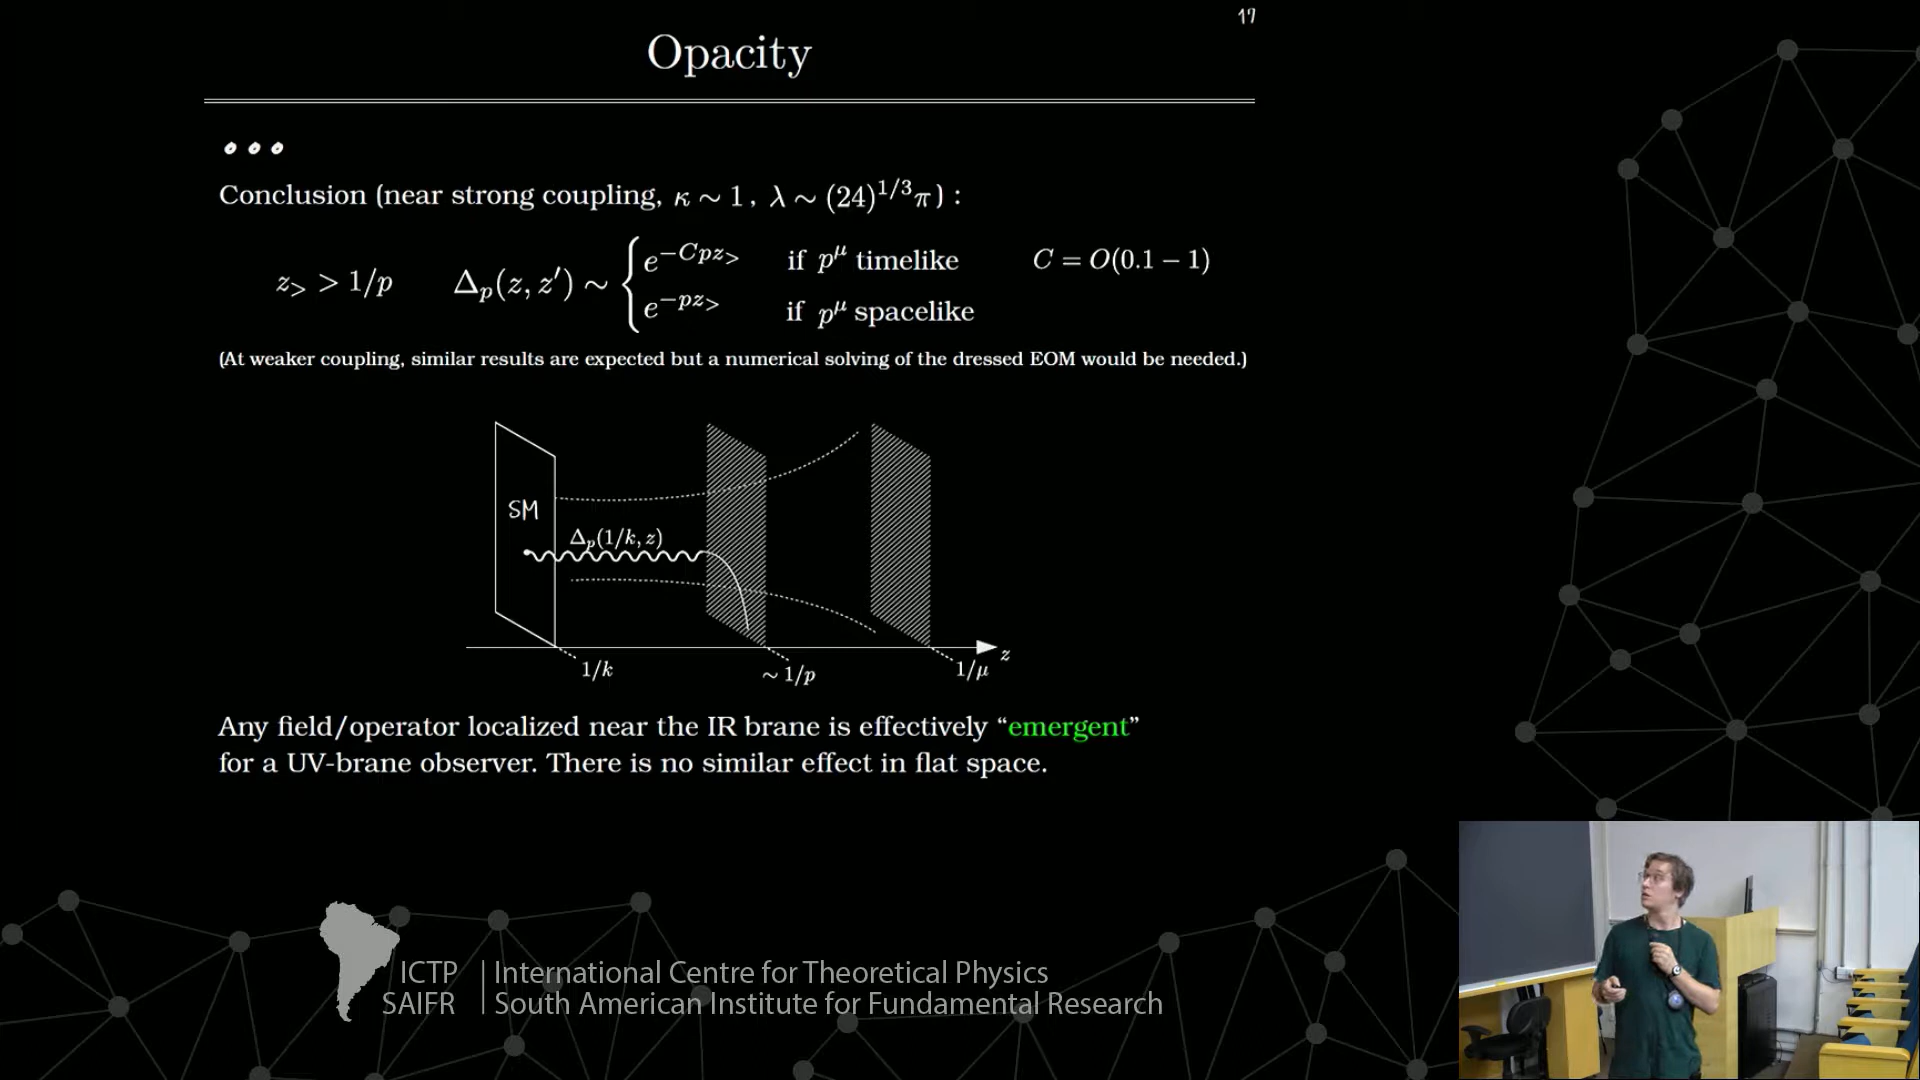 17
Opacity
...
Conclusion (near strong coupling, κ ∼ 1, λ ∼ (24)^{1/3}π) :
z_> > 1/p Δ_p(z, z′) ∼ { e^{−Cpz_>} if p^μ timelike C = O(0.1 − 1)
e^{−pz_>} if p^μ spacelike
(At weaker coupling, similar results are expected but a numerical solving of the dressed EOM would be needed.)
SM
Δ_p(1/k, z)
1/k
∼ 1/p
1/μ
z
Any field/operator localized near the IR brane is effectively “emergent”
for a UV-brane observer. There is no similar effect in flat space.
ICTP | International Centre for Theoretical Physics
SAIFR | South American Institute for Fundamental Research